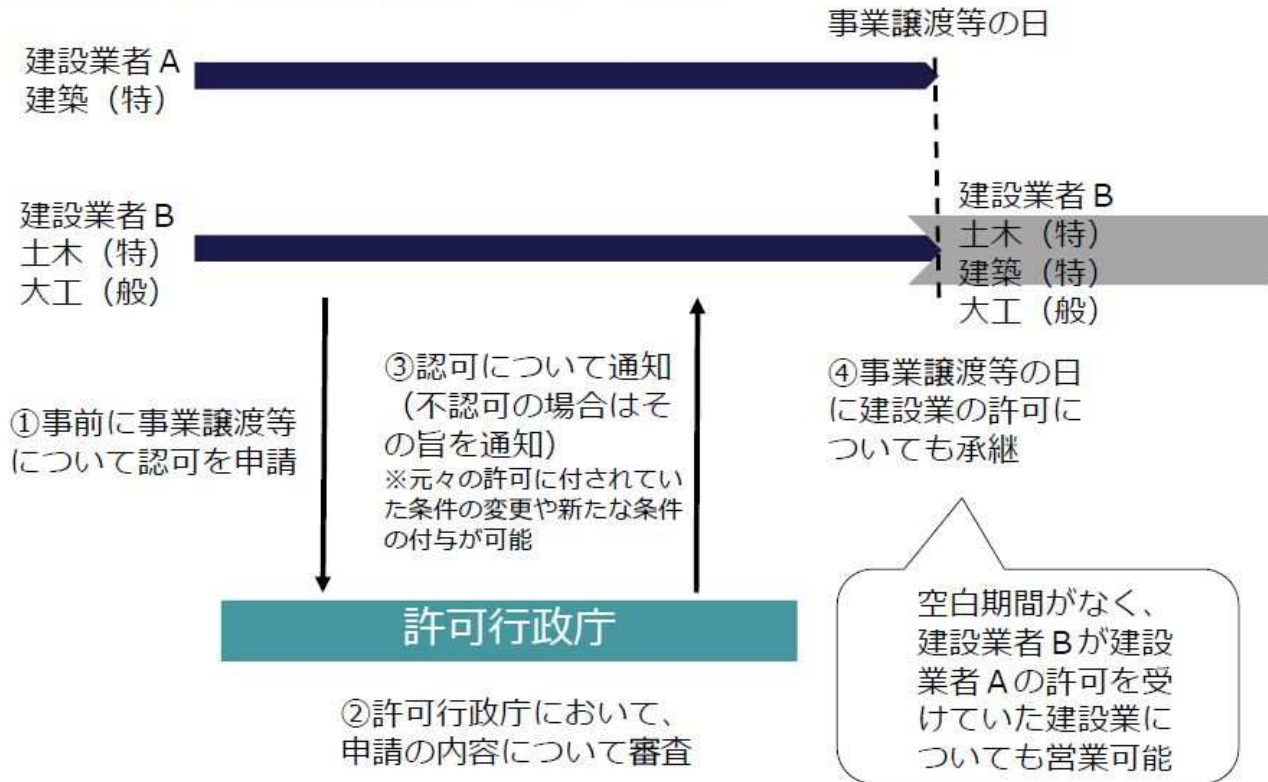 事業譲渡等の日
建設業者A
建築（特）
建設業者B
土木（特）
大工（般）
建設業者B
土木（特）
建築（特）
大工（般）
①事前に事業譲渡等
について認可を申請
③認可について通知
（不認可の場合はそ
の旨を通知）
※元々の許可に付されてい
た条件の変更や新たな条件
の付与が可能
④事業譲渡等の日
に建設業の許可に
ついても承継
許可行政庁
②許可行政庁において、
申請の内容について審査
空白期間がなく、
建設業者Bが建設
業者Aの許可を受
けていた建設業に
ついても営業可能